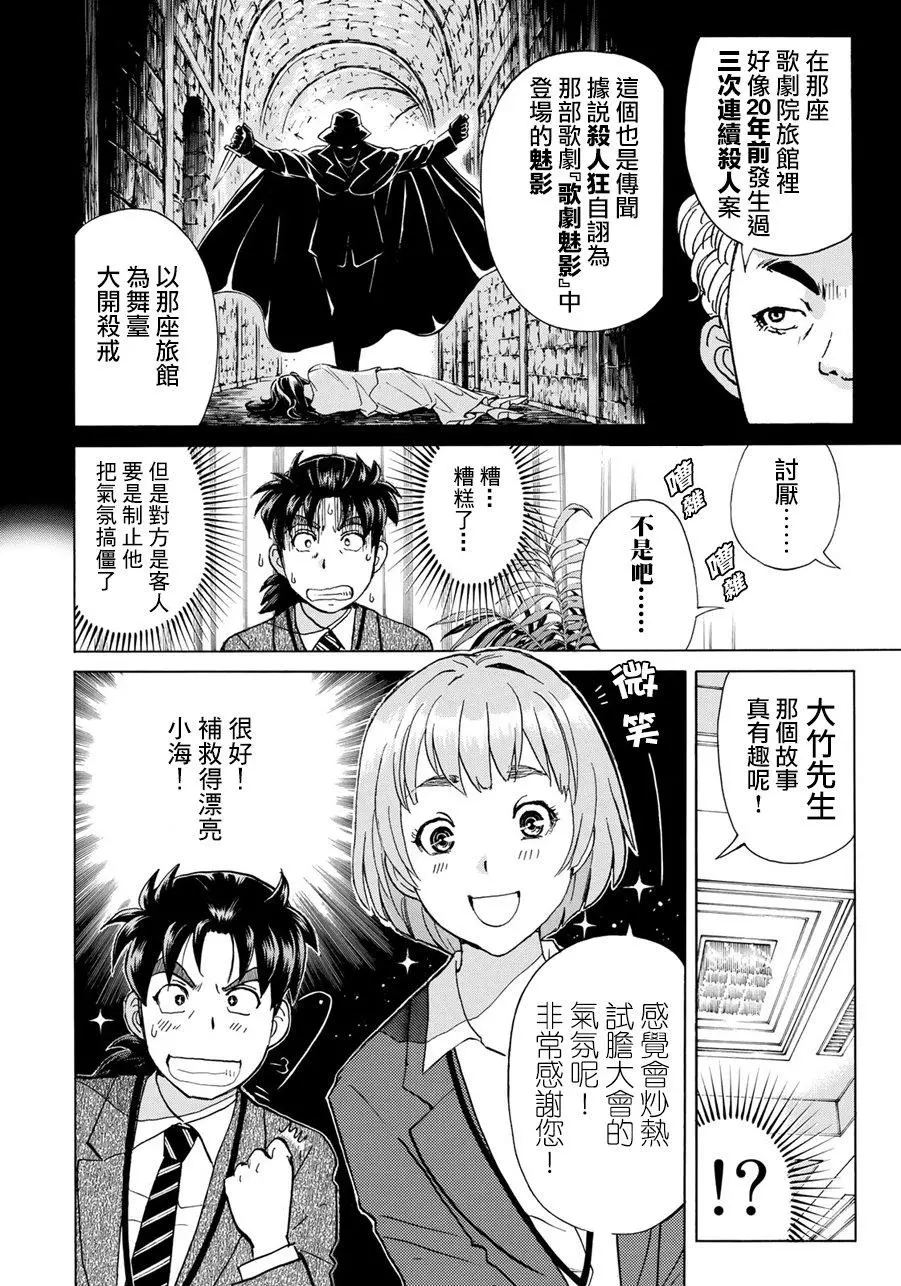 在那座
歌劇院旅館裡
好像20年前發生過
三次連續殺人案
這個也是傳聞
據說殺人狂自詡為
那部歌劇『歌劇魅影』中
登場的魅影
以那座旅館
為舞臺
大開殺戒
討厭……
嘈雜
嘈雜
不是吧……
糟…
糟糕了…
但是對方是客人
要是制止他
把氣氛搞僵了
大竹先生
那個故事
真有趣呢！
!?
微笑
感覺會炒熱
試膽大會的
氣氛呢！
非常感謝您！
很好！
補救得漂亮
小海！